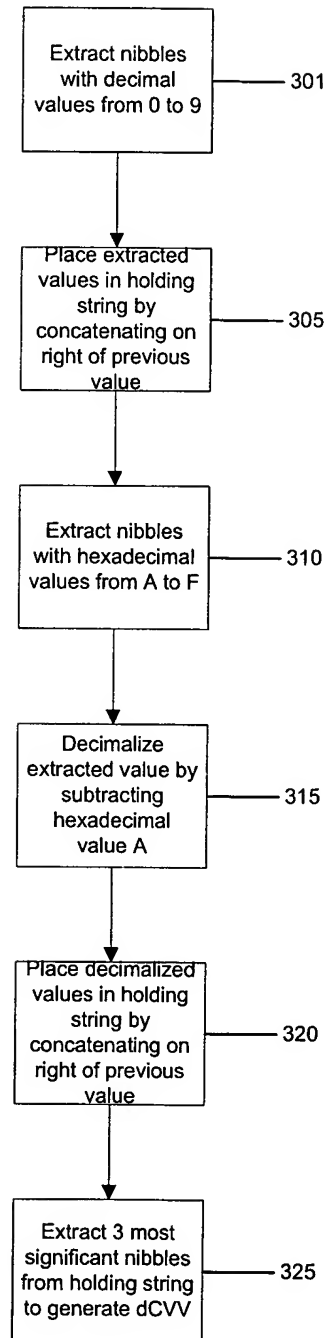 Extract nibbles
with decimal
values from 0 to 9
301
Place extracted
values in holding
string by
concatenating on
right of previous
value
305
Extract nibbles
with hexadecimal
values from A to F
310
Decimalize
extracted value by
subtracting
hexadecimal
value A
315
Place decimalized
values in holding
string by
concatenating on
right of previous
value
320
Extract 3 most
significant nibbles
from holding string
to generate dCVV
325